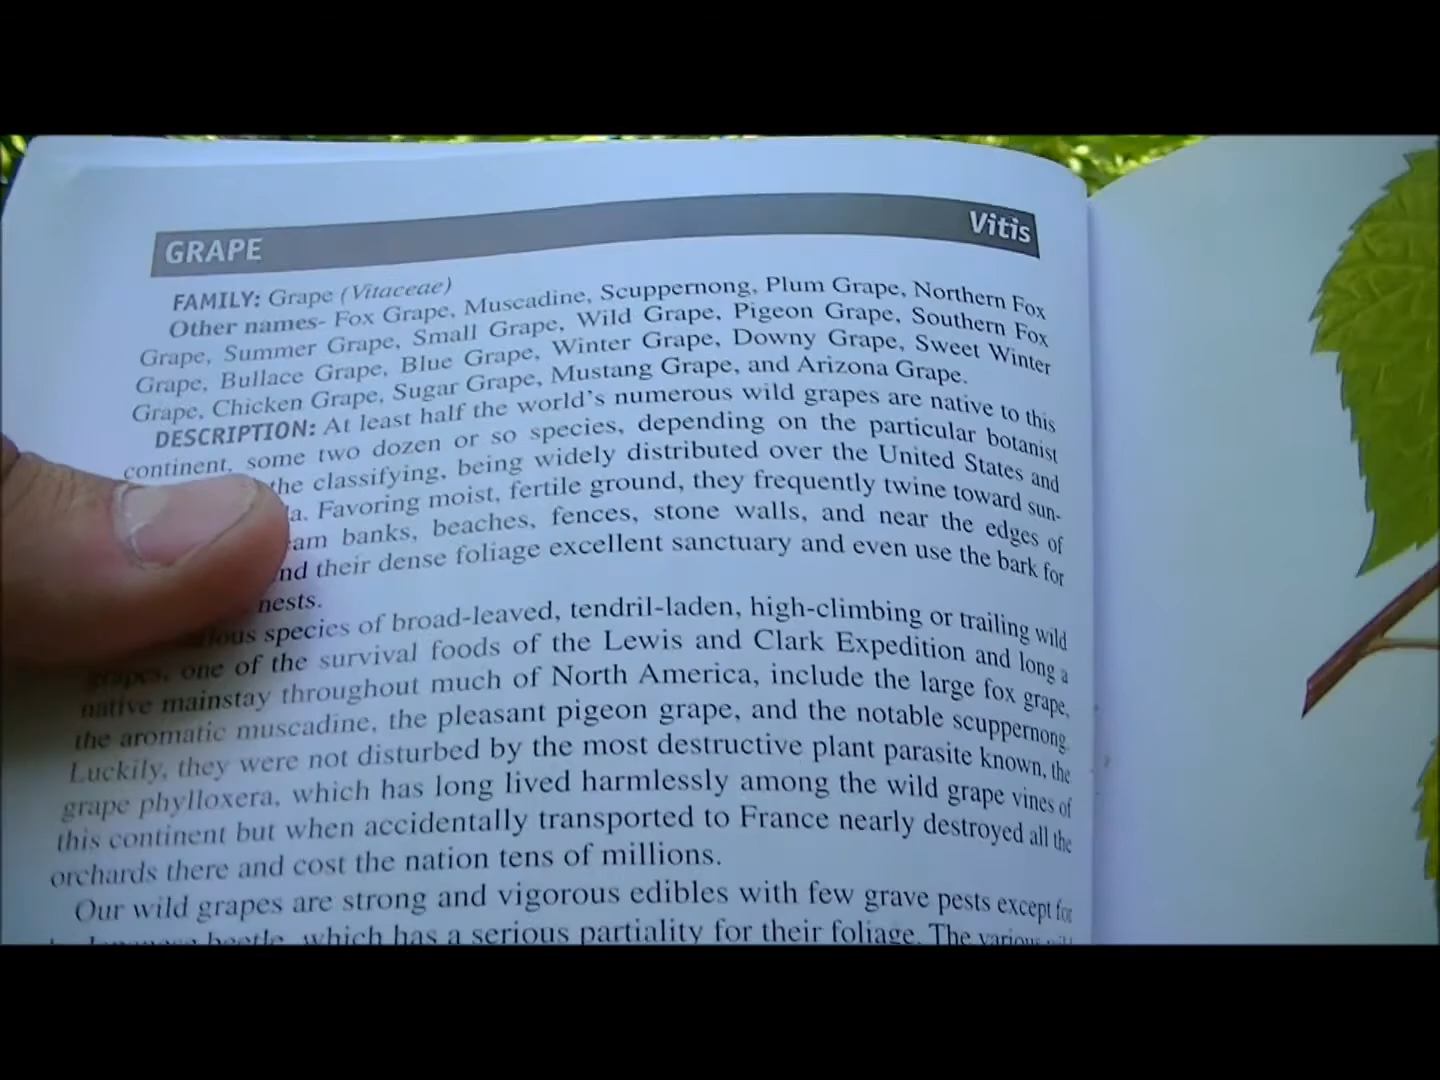 GRAPE Vitis
FAMILY: Grape (Vitaceae)
Other names- Fox Grape, Muscadine, Scuppernong, Plum Grape, Northern Fox
Grape, Summer Grape, Small Grape, Wild Grape, Pigeon Grape, Southern Fox
Grape, Bullace Grape, Blue Grape, Winter Grape, Downy Grape, Sweet Winter
Grape, Chicken Grape, Sugar Grape, Mustang Grape, and Arizona Grape.
DESCRIPTION: At least half the world's numerous wild grapes are native to this
continent, some two dozen or so species, depending on the particular botanist
the classifying, being widely distributed over the United States and
la. Favoring moist, fertile ground, they frequently twine toward sun-
am banks, beaches, fences, stone walls, and near the edges of
nd their dense foliage excellent sanctuary and even use the bark for
nests.
ious species of broad-leaved, tendril-laden, high-climbing or trailing wild
grapes, one of the survival foods of the Lewis and Clark Expedition and long a
native mainstay throughout much of North America, include the large fox grape,
the aromatic muscadine, the pleasant pigeon grape, and the notable scuppernong.
Luckily, they were not disturbed by the most destructive plant parasite known, the
grape phylloxera, which has long lived harmlessly among the wild grape vines of
this continent but when accidentally transported to France nearly destroyed all the
orchards there and cost the nation tens of millions.
Our wild grapes are strong and vigorous edibles with few grave pests except for
beetle, which has a serious partiality for their foliage. The various